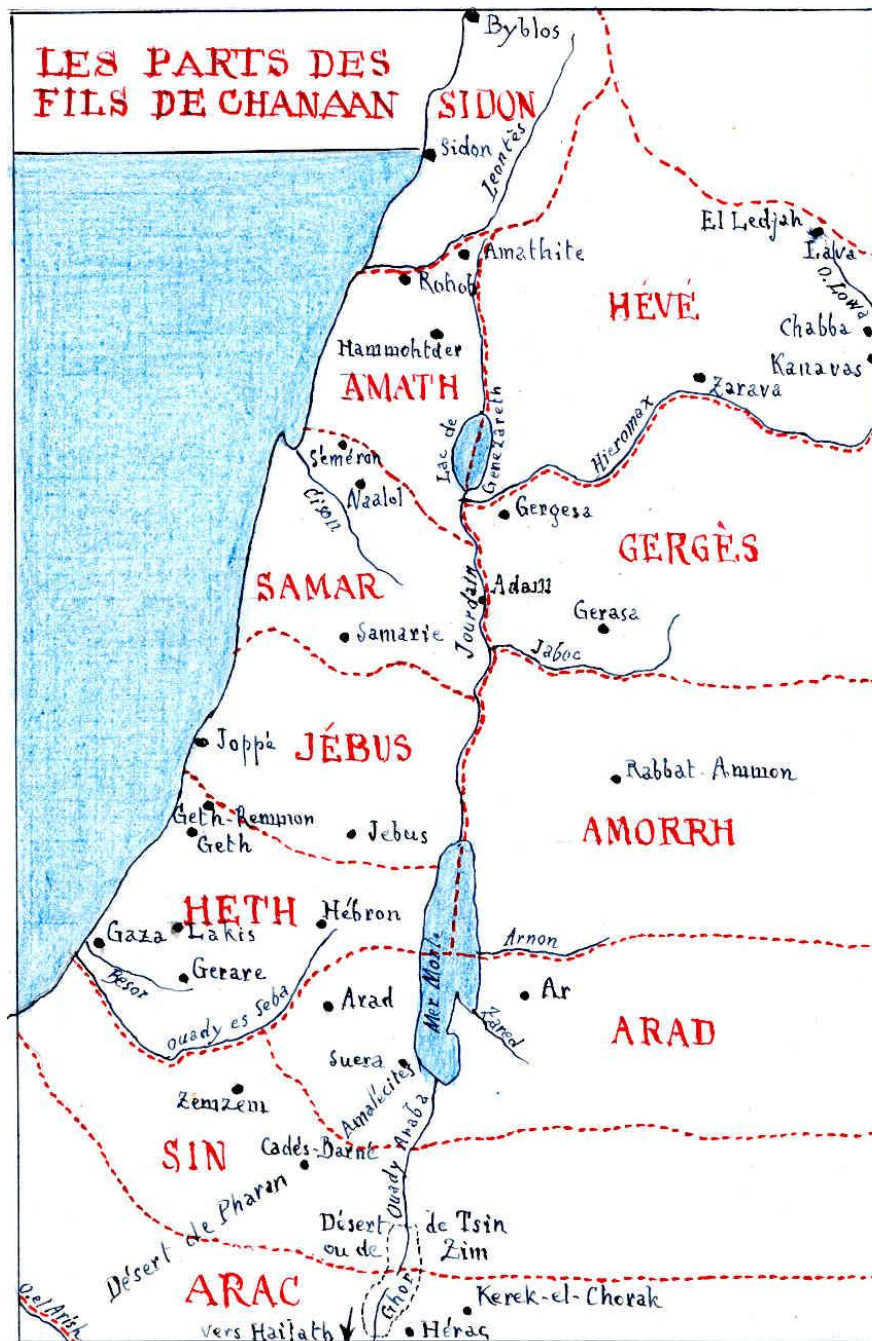 LES PARTS DES
FILS DE CHANAAN
Byblos
SIDON
Sidon
Leontès
El Ledjah
Lava
O. Lowa
Amathite
Rohob
HÉVÉ
Chabba
Kanavas
Hammohtder
AMATH
Zarava
Lac de
Genezareth
Hieromax
Séméron
Naalol
Cison
Gergesa
GERGÈS
SAMAR
Jourdain
Adam
Gerasa
Samarie
Jaboc
Joppé
JÉBUS
Rabbat-Ammon
Geth-Remmon
Geth
Jebus
AMORRH
HETH
Hébron
Gaza
Lakis
Arnon
Besor
Gerare
Ouady es Seba
Mer Morte
Arad
Ar
Zared
ARAD
Suera
Amalécites
Zemzem
SIN
Cadés-Barné
Ouady Araba
Désert de Pharan
Désert de Tsin
ou de Zim
ARAC
Ghor
O. el Arish
Kerek-el-Chorak
vers Hailath
Hérac